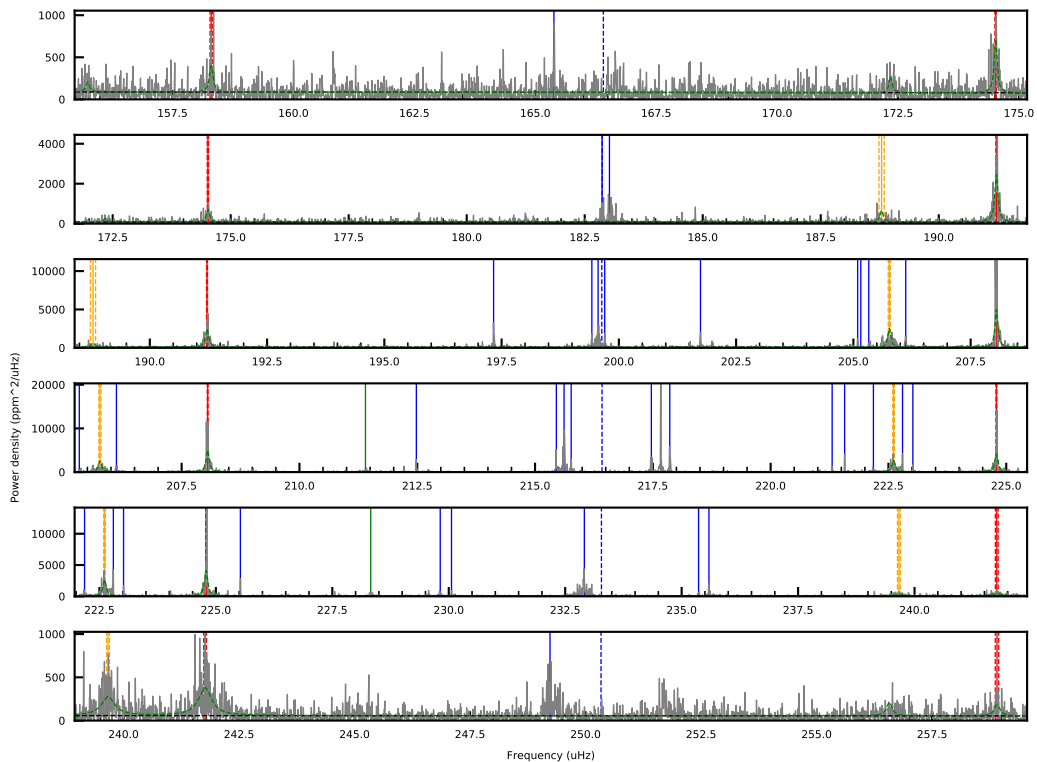 1000
500
0
157.5 160.0 162.5 165.0 167.5 170.0 172.5 175.0
4000
2000
0
172.5 175.0 177.5 180.0 182.5 185.0 187.5 190.0
10000
5000
0
190.0 192.5 195.0 197.5 200.0 202.5 205.0 207.5
Power density (ppm^2/uHz)
20000
10000
0
207.5 210.0 212.5 215.0 217.5 220.0 222.5 225.0
10000
5000
0
222.5 225.0 227.5 230.0 232.5 235.0 237.5 240.0
1000
500
0
240.0 242.5 245.0 247.5 250.0 252.5 255.0 257.5
Frequency (uHz)